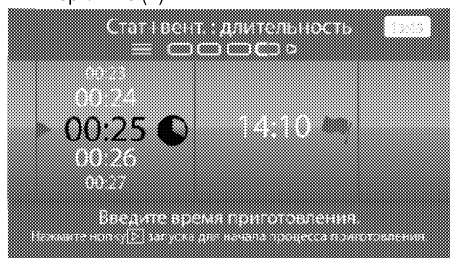 Стат i вент. : длительность
00:23
00:24
00:25 14:10
00:26
00:27
Введите время приготовления.
Нажмите нопку запуска для начала процесса приготовления